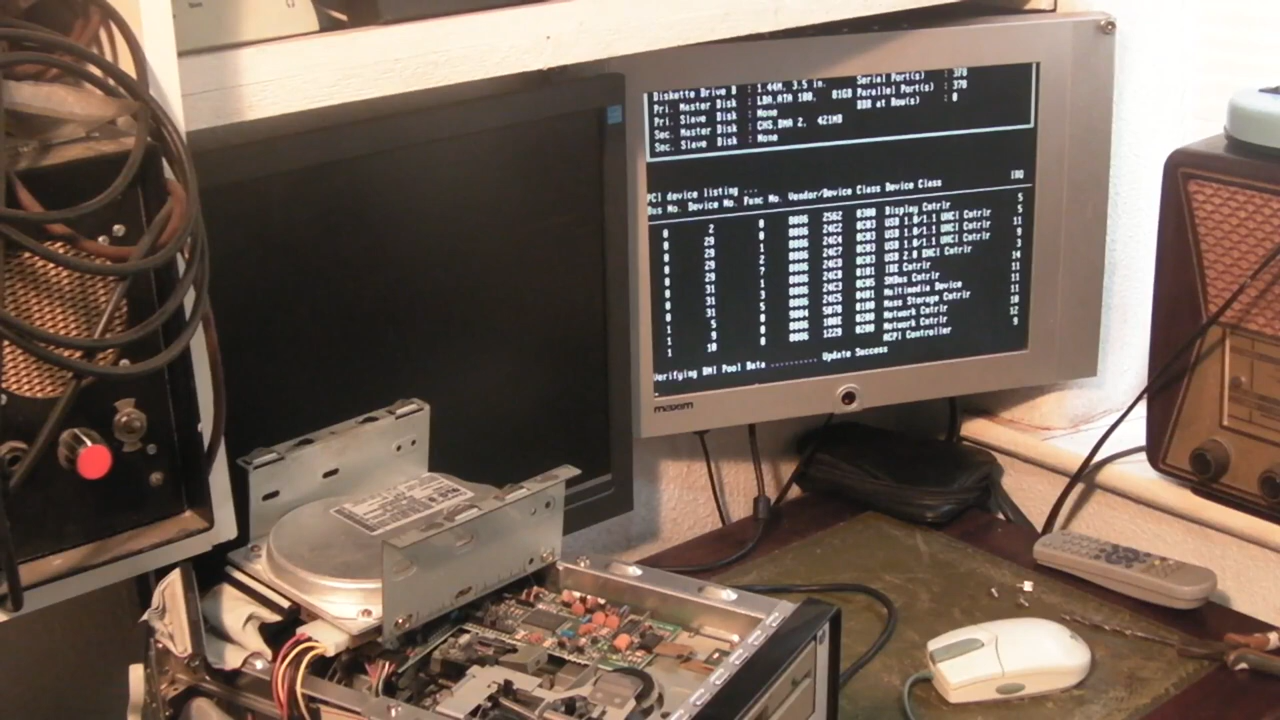 Diskette Drive B : 1.44M, 3.5 in. Serial Port(s) : 3F8
Pri. Master Disk : LBA,ATA 100, 81GB Parallel Port(s) : 378
Pri. Slave Disk : None DDR at Row(s) : 0
Sec. Master Disk : CHS,DMA 2, 421MB
Sec. Slave Disk : None
PCI device listing ...
Bus No. Device No. Func No. Vendor/Device Class Device Class IRQ
0 2 0 8086 2562 0300 Display Cntrlr 5
0 29 0 8086 24C2 0C03 USB 1.0/1.1 UHCI Cntrlr 5
0 29 1 8086 24C4 0C03 USB 1.0/1.1 UHCI Cntrlr 11
0 29 2 8086 24C7 0C03 USB 1.0/1.1 UHCI Cntrlr 9
0 29 7 8086 24CD 0C03 USB 2.0 EHCI Cntrlr 3
0 31 1 8086 24CB 0101 IDE Cntrlr 14
0 31 3 8086 24C3 0C05 SMBus Cntrlr 11
0 31 5 8086 24C5 0401 Multimedia Device 11
1 5 0 9004 5078 0100 Mass Storage Cntrlr 11
1 9 0 8086 100E 0200 Network Cntrlr 10
1 10 0 8086 1229 0200 Network Cntrlr 12
ACPI Controller 9
Verifying DMI Pool Data .......... Update Success
maxim